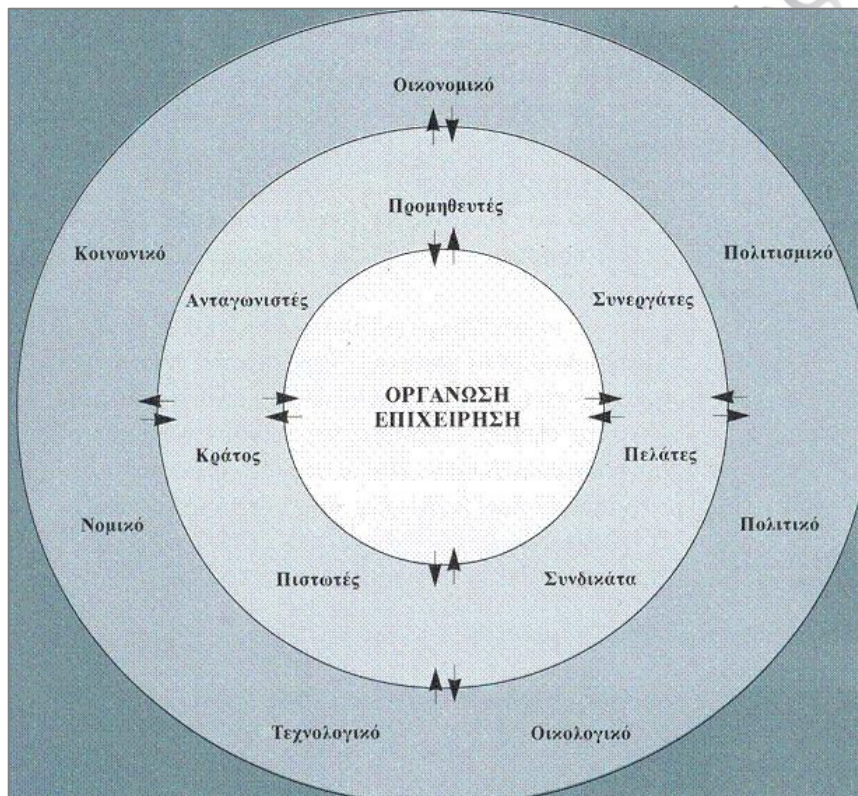 Οικονομικό
Προμηθευτές
Κοινωνικό
Πολιτισμικό
Ανταγωνιστές
Συνεργάτες
ΟΡΓΑΝΩΣΗ
ΕΠΙΧΕΙΡΗΣΗ
Κράτος
Πελάτες
Νομικό
Πολιτικό
Πιστωτές
Συνδικάτα
Τεχνολογικό
Οικολογικό